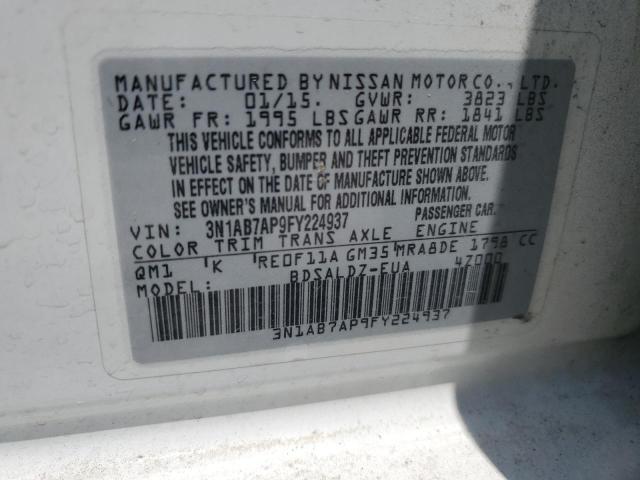 MANUFACTURED BY NISSAN MOTOR CO., LTD.
DATE: 01/15. GVWR: 3823 LBS
GAWR FR: 1995 LBS GAWR RR: 1841 LBS
THIS VEHICLE CONFORMS TO ALL APPLICABLE FEDERAL MOTOR
VEHICLE SAFETY, BUMPER AND THEFT PREVENTION STANDARDS
IN EFFECT ON THE DATE OF MANUFACTURE SHOWN ABOVE.
SEE OWNER'S MANUAL FOR ADDITIONAL INFORMATION.
VIN: 3N1AB7AP9FY224937 PASSENGER CAR
COLOR TRIM TRANS AXLE ENGINE
QM1 K RE0F11A GM35 MRA8DE 1798 CC
MODEL: BDSALDZ-EUA 4Z000
3N1AB7AP9FY224937